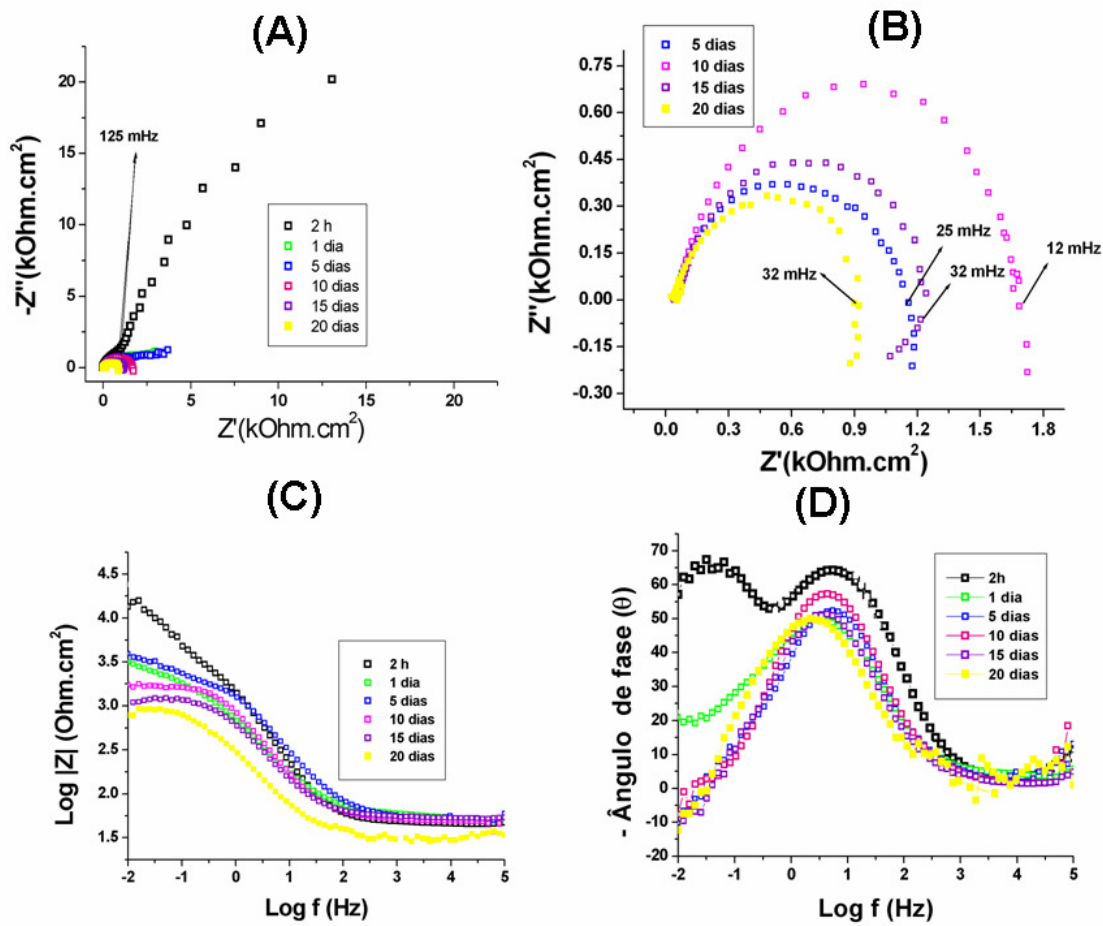 (A)
-Z''(kOhm.cm²)
20
15
10
5
0
125 mHz
2 h
1 dia
5 dias
10 dias
15 dias
20 dias
0 5 10 15 20
Z'(kOhm.cm²)
(B)
Z''(kOhm.cm²)
0.75
0.60
0.45
0.30
0.15
0.00
-0.15
-0.30
5 dias
10 dias
15 dias
20 dias
32 mHz
25 mHz
32 mHz
12 mHz
0.0 0.3 0.6 0.9 1.2 1.5 1.8
Z'(kOhm.cm²)
(C)
Log |Z| (Ohm.cm²)
4.5
4.0
3.5
3.0
2.5
2.0
1.5
2 h
1 dia
5 dias
10 dias
15 dias
20 dias
-2 -1 0 1 2 3 4 5
Log f (Hz)
(D)
- Ângulo de fase (θ)
70
60
50
40
30
20
10
0
-10
-20
2h
1 dia
5 dias
10 dias
15 dias
20 dias
-2 -1 0 1 2 3 4 5
Log f (Hz)